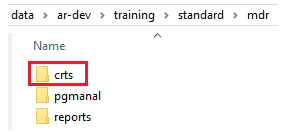 data > ar-dev > training > standard > mdr
Name
crts
pgmanal
reports